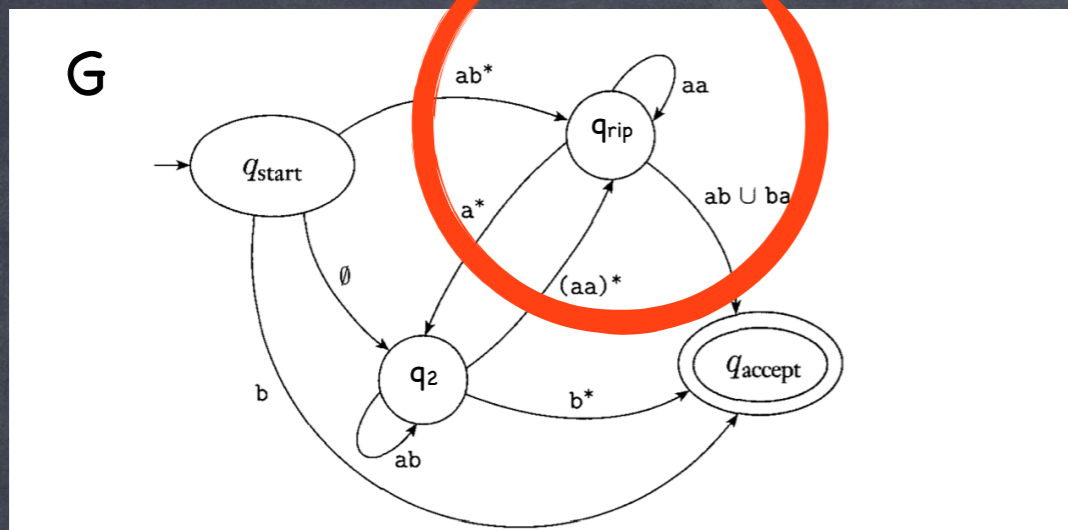 G
ab*
aa
qrip
qstart
ab ∪ ba
a*
∅
(aa)*
qaccept
q2
b
b*
ab